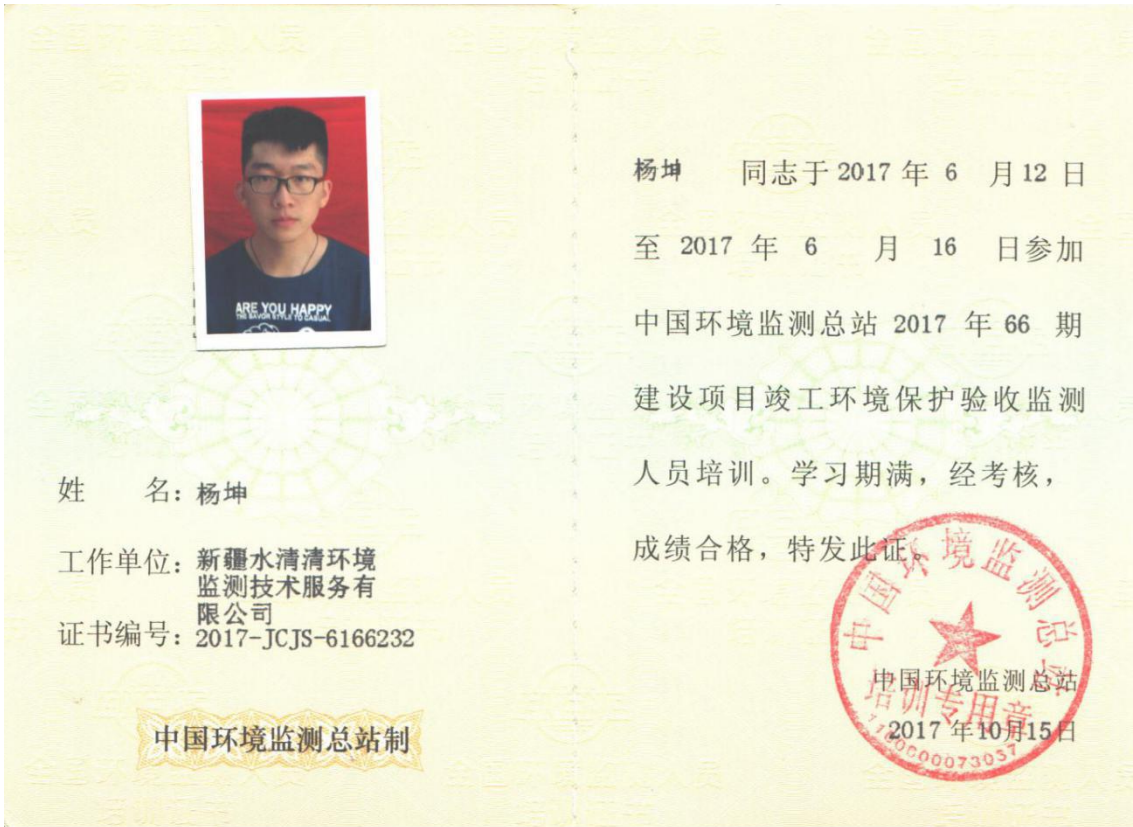 ARE YOU HAPPY
THE SAVOR STYLE TO CASUAL
姓 名：杨坤
工作单位：新疆水清清环境
监测技术服务有
限公司
证书编号：2017-JCJS-6166232
中国环境监测总站制
杨坤 同志于 2017 年 6 月 12 日
至 2017 年 6 月 16 日参加
中国环境监测总站 2017 年 66 期
建设项目竣工环境保护验收监测
人员培训。学习期满，经考核，
成绩合格，特发此证。
中国环境监测总站
2017 年10月15日
中国环境监测总站
培训专用章